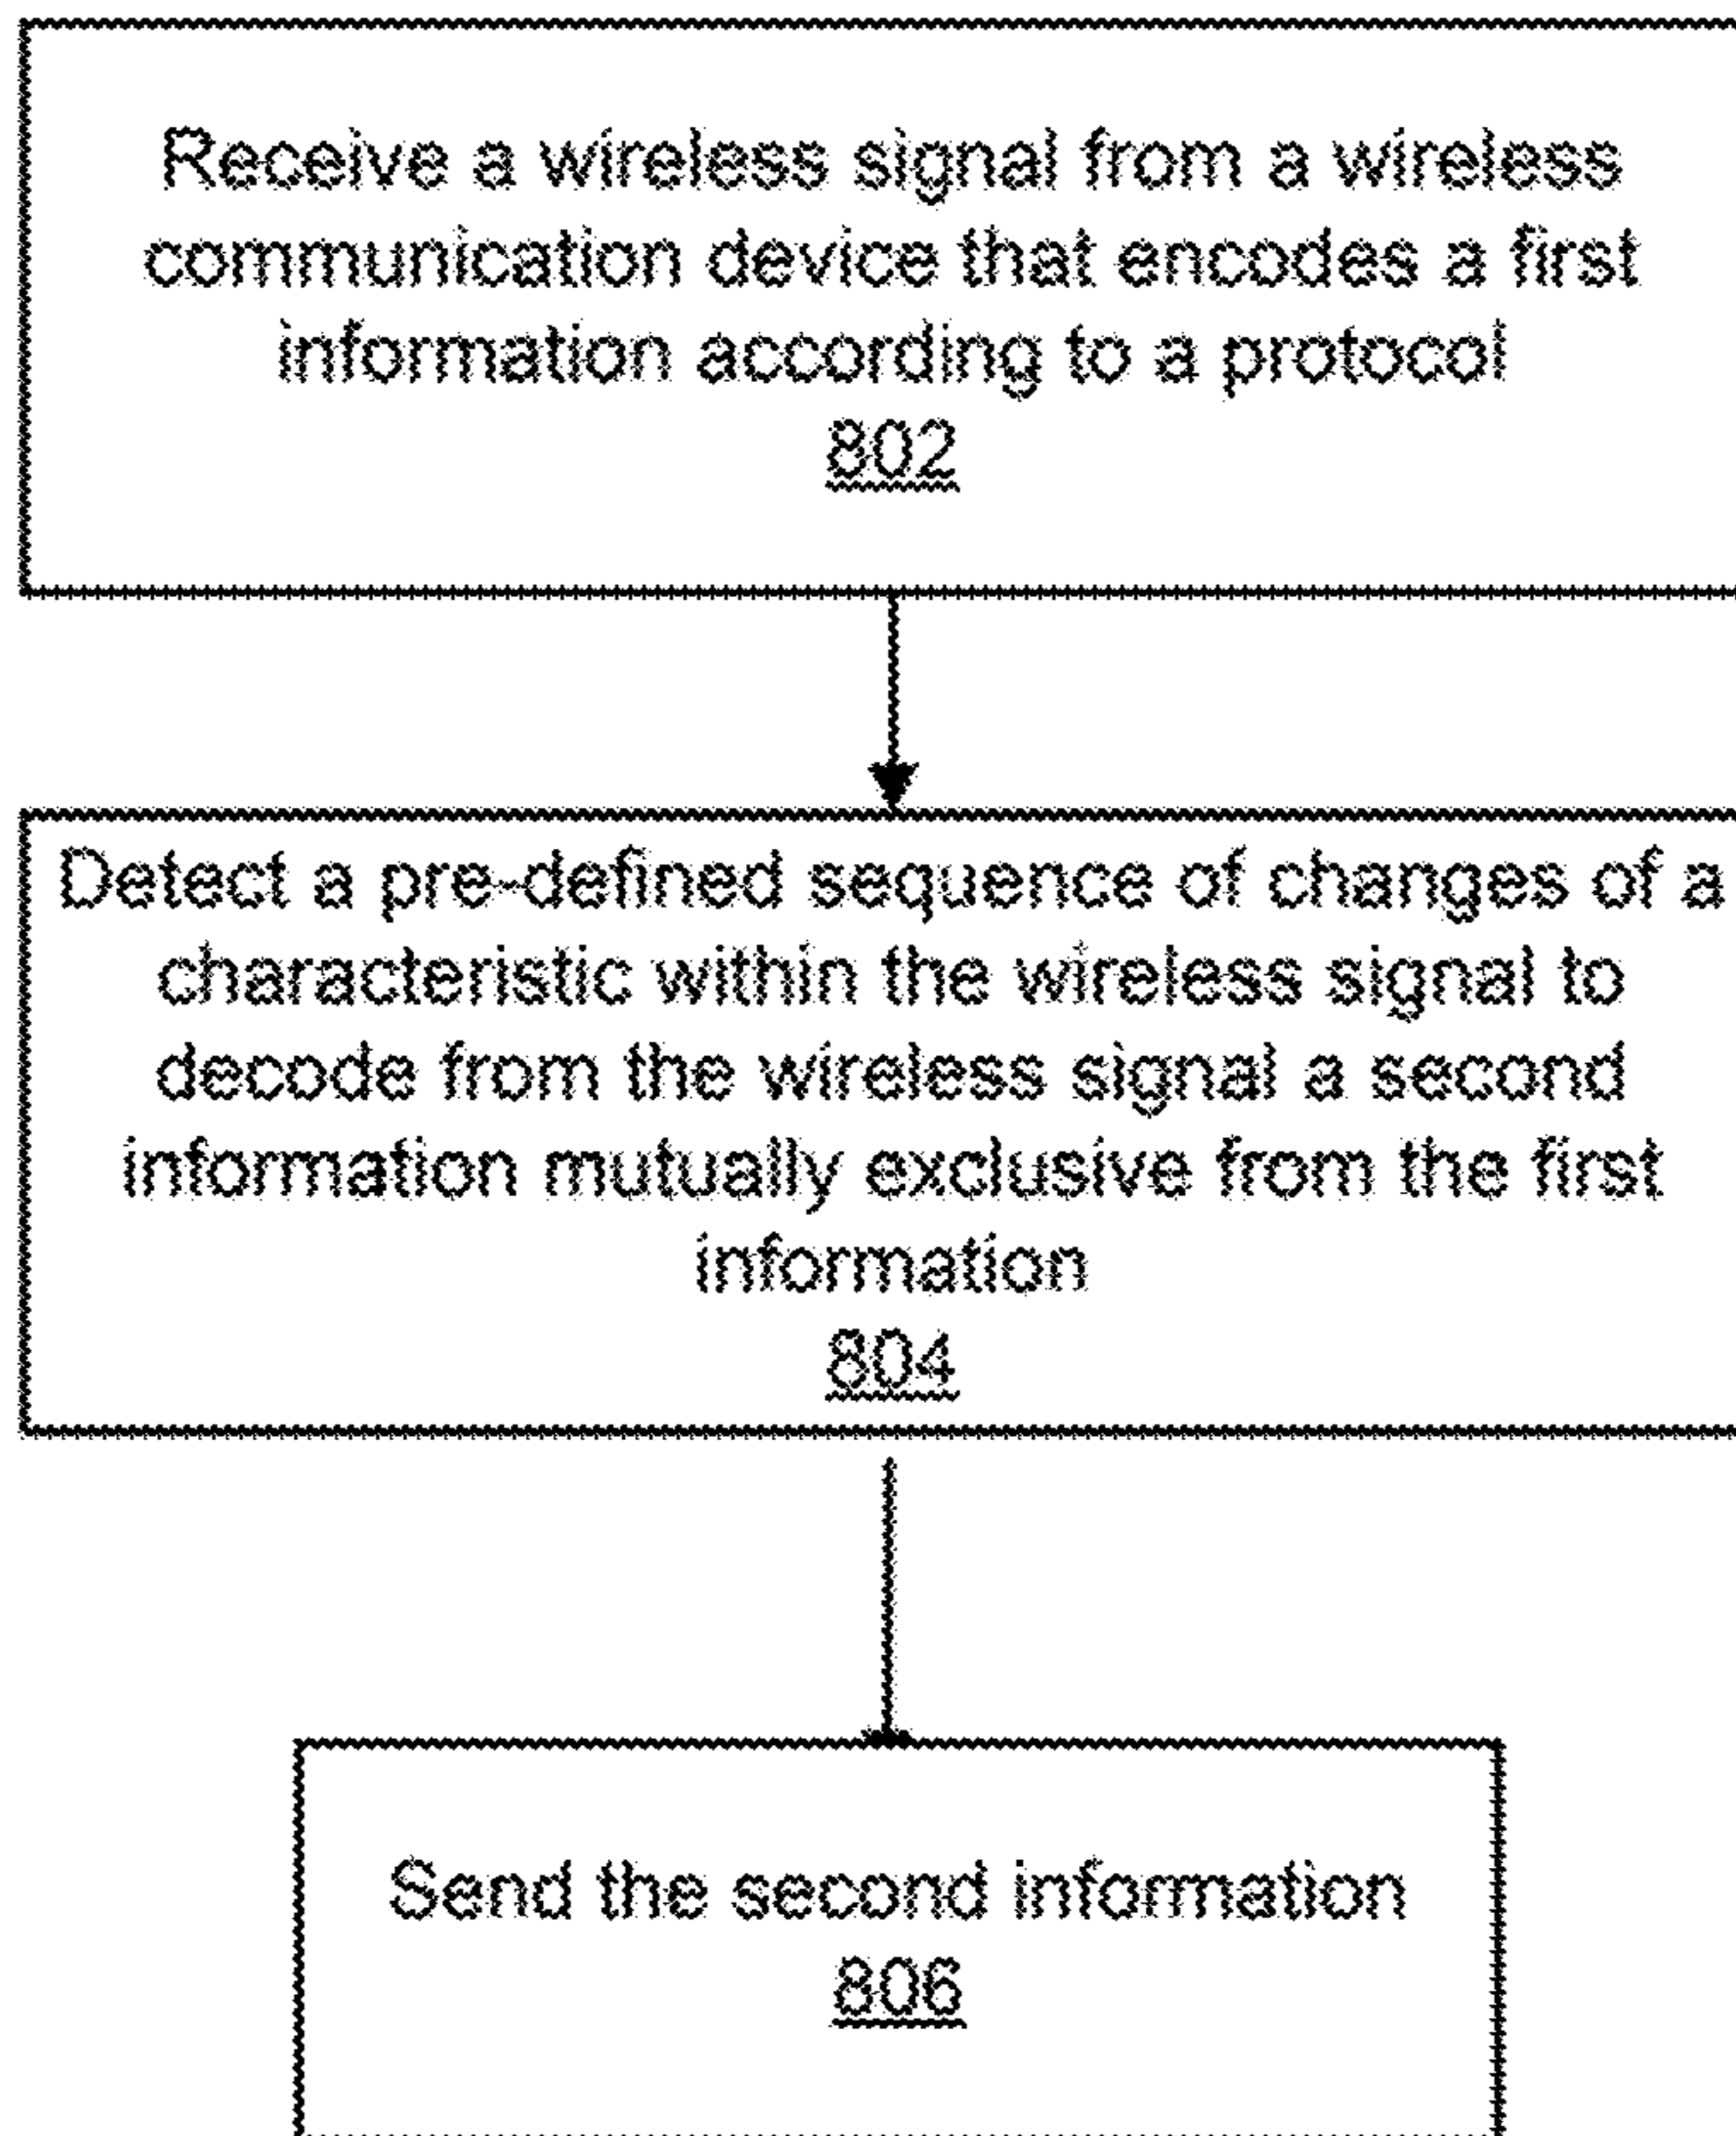 Receive a wireless signal from a wireless
communication device that encodes a first
information according to a protocol
802
Detect a pre-defined sequence of changes of a
characteristic within the wireless signal to
decode from the wireless signal a second
information mutually exclusive from the first
information
804
Send the second information
806